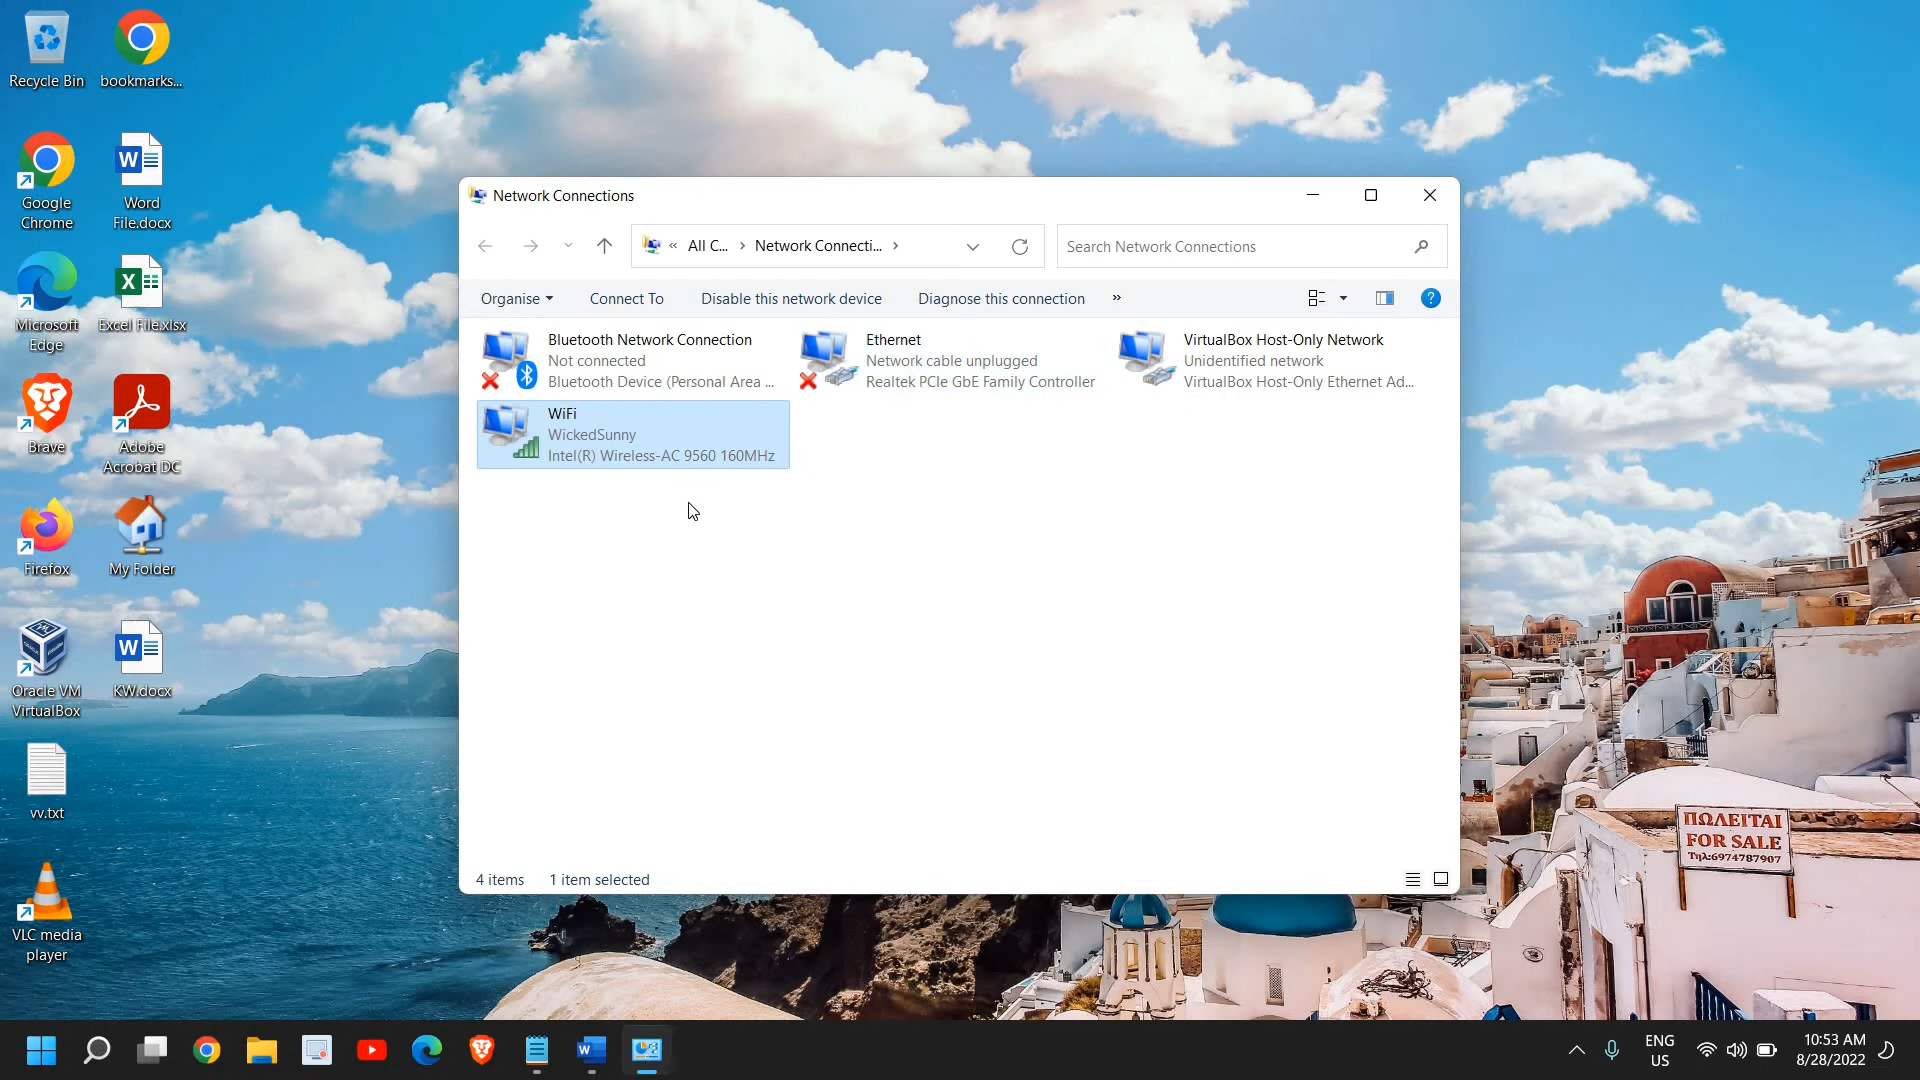 Recycle Bin
bookmarks...
Google
Chrome
Word
File.docx
Microsoft
Edge
Excel File.xlsx
Brave
Adobe
Acrobat DC
Firefox
My Folder
Oracle VM
VirtualBox
KW.docx
vv.txt
VLC media
player
Network Connections
« All C... › Network Connecti... ›
Search Network Connections
Organise
Connect To
Disable this network device
Diagnose this connection
»
Bluetooth Network Connection
Not connected
Bluetooth Device (Personal Area ...
Ethernet
Network cable unplugged
Realtek PCIe GbE Family Controller
VirtualBox Host-Only Network
Unidentified network
VirtualBox Host-Only Ethernet Ad...
WiFi
WickedSunny
Intel(R) Wireless-AC 9560 160MHz
4 items
1 item selected
ΠΩΛΕΙΤΑΙ
FOR SALE
Τηλ:6974787907
ENG
US
10:53 AM
8/28/2022